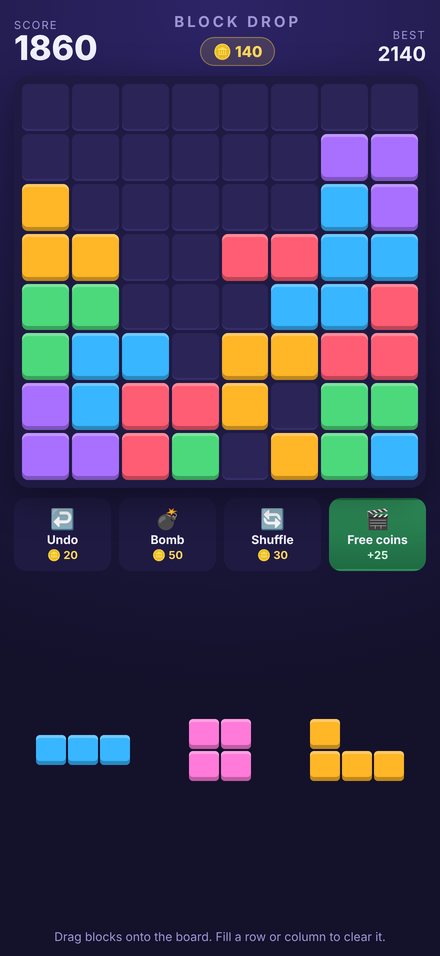 SCORE
1860
BLOCK DROP
140
BEST
2140
Undo
20
Bomb
50
Shuffle
30
Free coins
+25
Drag blocks onto the board. Fill a row or column to clear it.